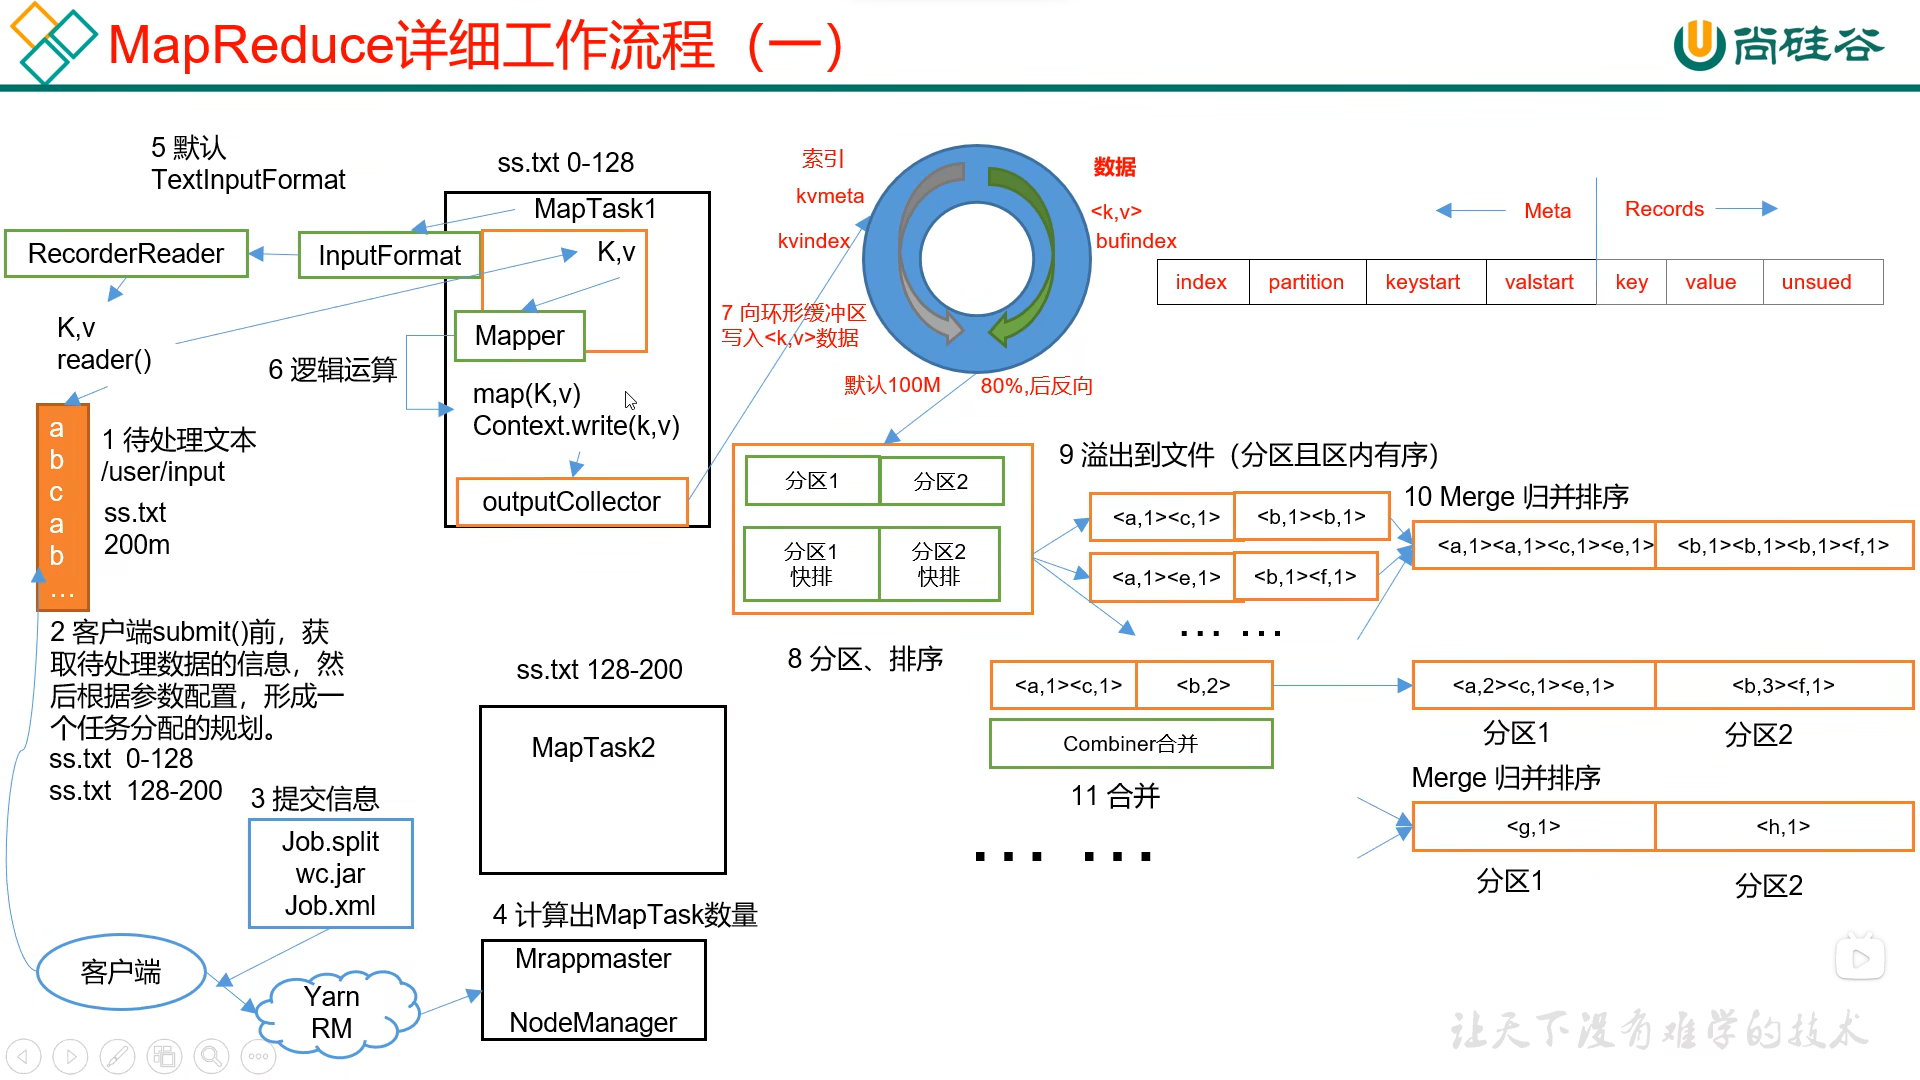 MapReduce详细工作流程（一）
尚硅谷
5 默认
TextInputFormat
ss.txt 0-128
MapTask1
RecorderReader
InputFormat
K,v
Mapper
K,v
reader()
6 逻辑运算
map(K,v)
Context.write(k,v)
outputCollector
a
b
c
a
b
...
1 待处理文本
/user/input
ss.txt
200m
2 客户端submit()前，获
取待处理数据的信息，然
后根据参数配置，形成一
个任务分配的规划。
ss.txt 0-128
ss.txt 128-200
3 提交信息
Job.split
wc.jar
Job.xml
客户端
Yarn
RM
ss.txt 128-200
MapTask2
4 计算出MapTask数量
Mrappmaster
NodeManager
索引
kvmeta
kvindex
数据
<k,v>
bufindex
7 向环形缓冲区
写入<k,v>数据
默认100M
80%,后反向
Meta
Records
index partition keystart valstart key value unsued
分区1 分区2
分区1
快排
分区2
快排
8 分区、排序
9 溢出到文件（分区且区内有序）
<a,1><c,1> <b,1><b,1>
<a,1><e,1> <b,1><f,1>
... ...
10 Merge 归并排序
<a,1><a,1><c,1><e,1> <b,1><b,1><b,1><f,1>
<a,1><c,1> <b,2>
Combiner合并
11 合并
... ...
<a,2><c,1><e,1> <b,3><f,1>
分区1 分区2
Merge 归并排序
<g,1> <h,1>
分区1 分区2
让天下没有难学的技术